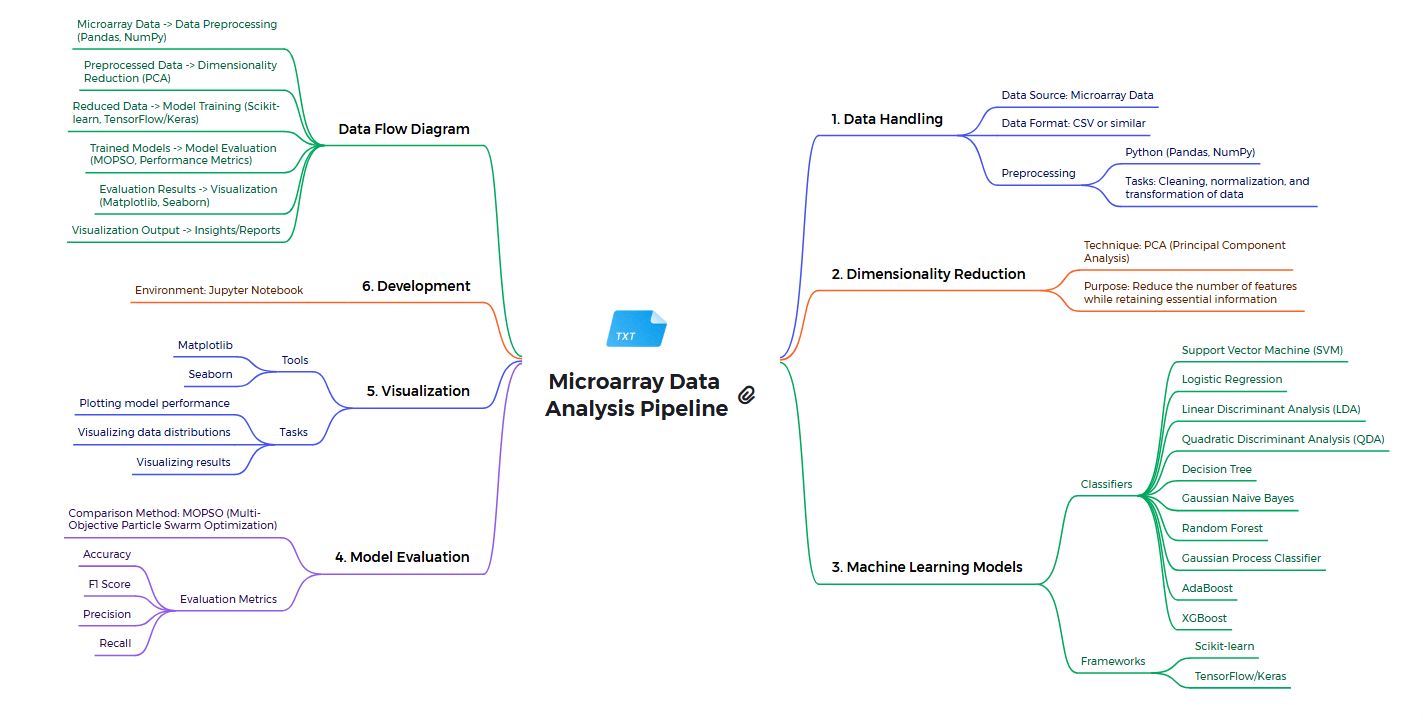 Microarray Data -> Data Preprocessing
(Pandas, NumPy)
Preprocessed Data -> Dimensionality
Reduction (PCA)
Reduced Data -> Model Training (Scikit-
learn, TensorFlow/Keras)
Trained Models -> Model Evaluation
(MOPSO, Performance Metrics)
Evaluation Results -> Visualization
(Matplotlib, Seaborn)
Visualization Output -> Insights/Reports
Data Flow Diagram
Environment: Jupyter Notebook
6. Development
Matplotlib
Seaborn
Tools
Plotting model performance
Visualizing data distributions
Visualizing results
Tasks
5. Visualization
Comparison Method: MOPSO (Multi-
Objective Particle Swarm Optimization)
Accuracy
F1 Score
Precision
Recall
Evaluation Metrics
4. Model Evaluation
TXT
Microarray Data
Analysis Pipeline
1. Data Handling
Data Source: Microarray Data
Data Format: CSV or similar
Preprocessing
Python (Pandas, NumPy)
Tasks: Cleaning, normalization, and
transformation of data
2. Dimensionality Reduction
Technique: PCA (Principal Component
Analysis)
Purpose: Reduce the number of features
while retaining essential information
3. Machine Learning Models
Classifiers
Support Vector Machine (SVM)
Logistic Regression
Linear Discriminant Analysis (LDA)
Quadratic Discriminant Analysis (QDA)
Decision Tree
Gaussian Naive Bayes
Random Forest
Gaussian Process Classifier
AdaBoost
XGBoost
Frameworks
Scikit-learn
TensorFlow/Keras